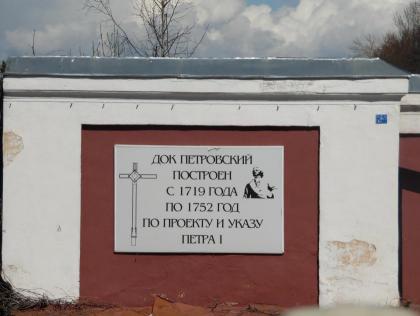 ДОК ПЕТРОВСКИЙ
ПОСТРОЕН
С 1719 ГОДА
ПО 1752 ГОД
ПО ПРОЕКТУ И УКАЗУ
ПЕТРА I